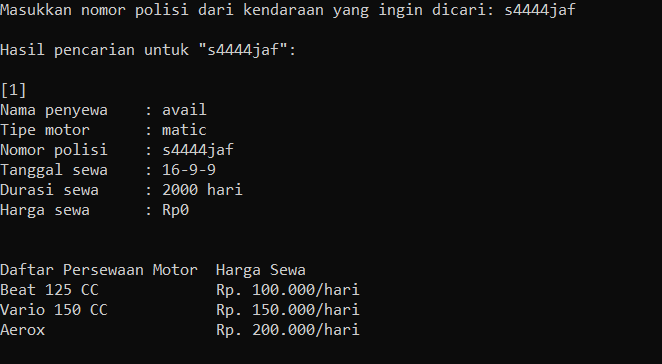 Masukkan nomor polisi dari kendaraan yang ingin dicari: s4444jaf
Hasil pencarian untuk "s4444jaf":
[1]
Nama penyewa : avail
Tipe motor : matic
Nomor polisi : s4444jaf
Tanggal sewa : 16-9-9
Durasi sewa : 2000 hari
Harga sewa : Rp0
Daftar Persewaan Motor Harga Sewa
Beat 125 CC Rp. 100.000/hari
Vario 150 CC Rp. 150.000/hari
Aerox Rp. 200.000/hari